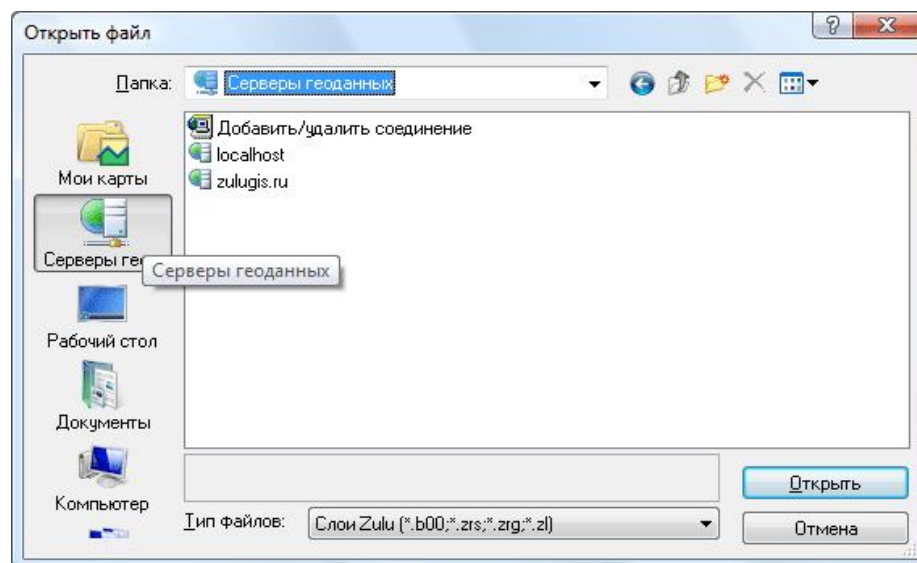 Открыть файл
Папка:
Серверы геоданных
Добавить/удалить соединение
localhost
zulugis.ru
Мои карты
Серверы ге
Серверы геоданных
Рабочий стол
Документы
Компьютер
Открыть
Тип файлов:
Слои Zulu (*.b00;*.zrs;*.zrg;*.zl)
Отмена